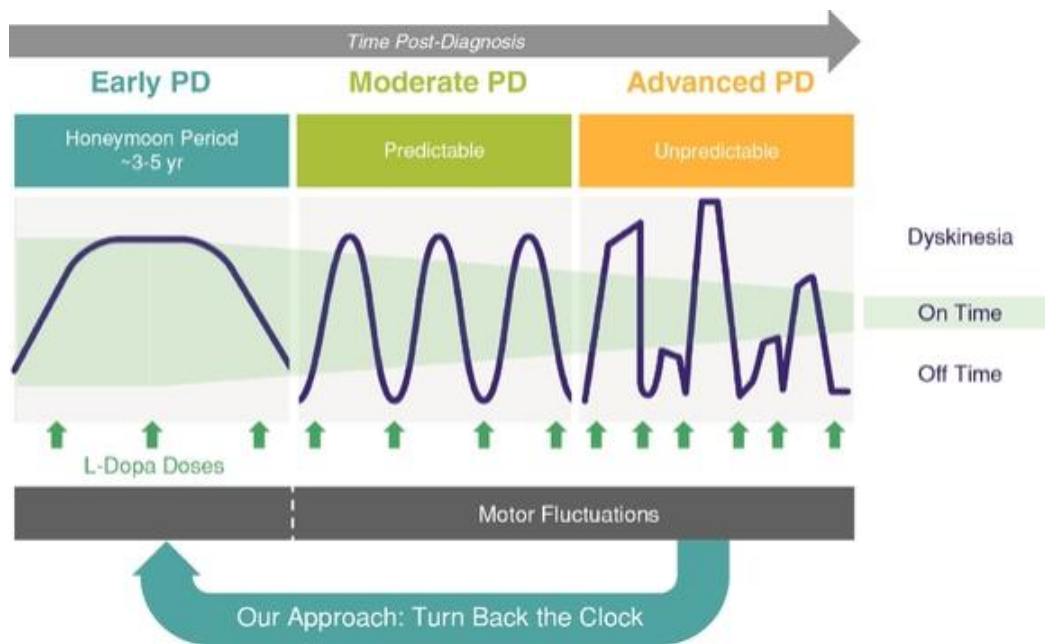 Time Post-Diagnosis
Early PD
Moderate PD
Advanced PD
Honeymoon Period
~3-5 yr
Predictable
Unpredictable
Dyskinesia
On Time
Off Time
L-Dopa Doses
Motor Fluctuations
Our Approach: Turn Back the Clock